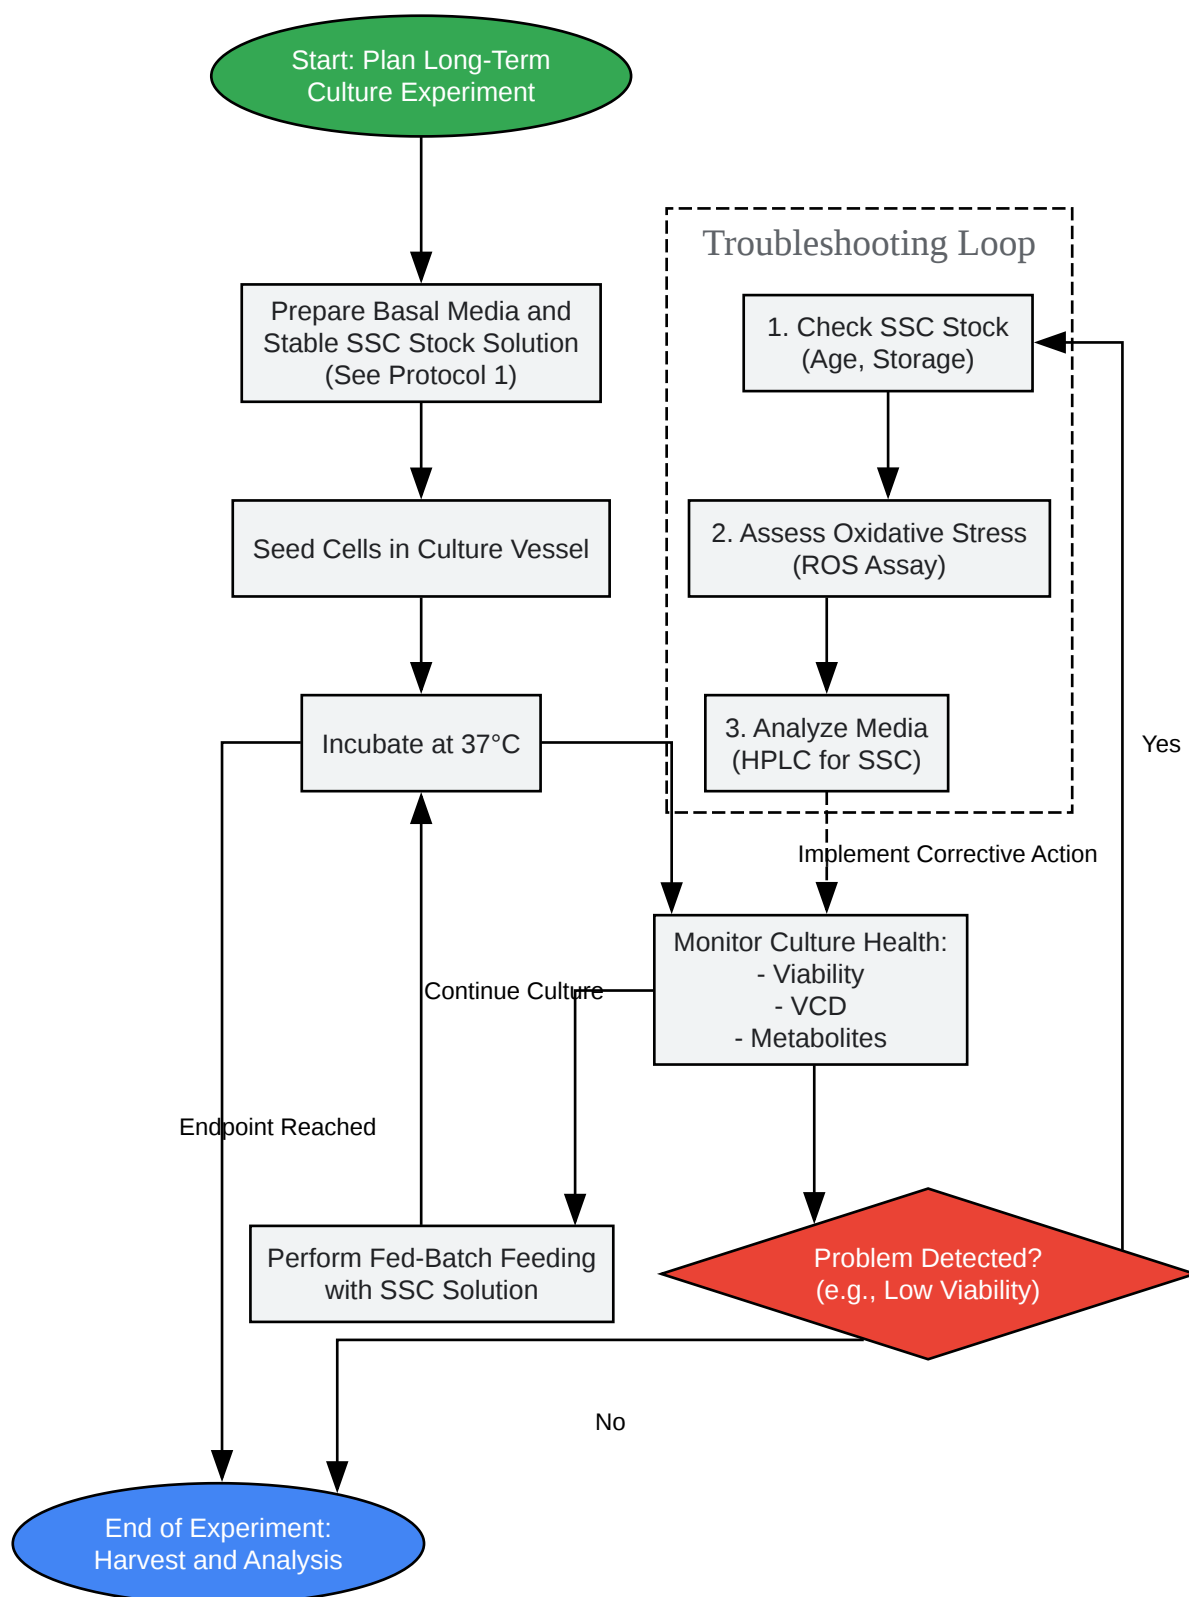 Start: Plan Long-Term
Culture Experiment
Troubleshooting Loop
Prepare Basal Media and
Stable SSC Stock Solution
(See Protocol 1)
1. Check SSC Stock
(Age, Storage)
Seed Cells in Culture Vessel
2. Assess Oxidative Stress
(ROS Assay)
Incubate at 37°C
3. Analyze Media
(HPLC for SSC)
Yes
Implement Corrective Action
Monitor Culture Health:
- Viability
- VCD
- Metabolites
Continue Culture
Endpoint Reached
Perform Fed-Batch Feeding
with SSC Solution
Problem Detected?
(e.g., Low Viability)
No
End of Experiment:
Harvest and Analysis